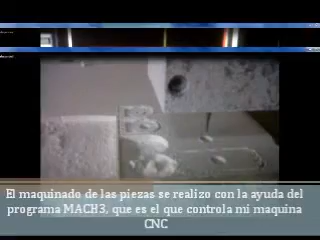 El maquinado de las piezas se realizo con la ayuda del
programa MACH3, que es el que controla mi maquina
CNC